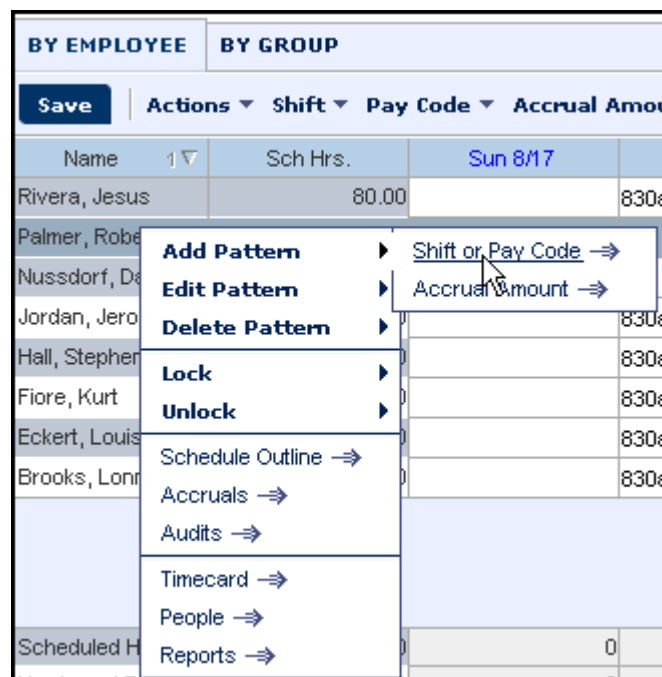 BY EMPLOYEE BY GROUP
Save Actions Shift Pay Code Accrual Amou
Name 1 Sch Hrs. Sun 8/17
Rivera, Jesus 80.00 830a
Palmer, Robe
Add Pattern Shift or Pay Code
Nussdorf, Da
Edit Pattern Accrual Amount
Jordan, Jero 830a
Delete Pattern
Hall, Stephen 830a
Lock
Fiore, Kurt 830a
Unlock
Eckert, Louis 830a
Schedule Outline
Brooks, Lonn 830a
Accruals
Audits
Timecard
People
Scheduled H 0
Reports